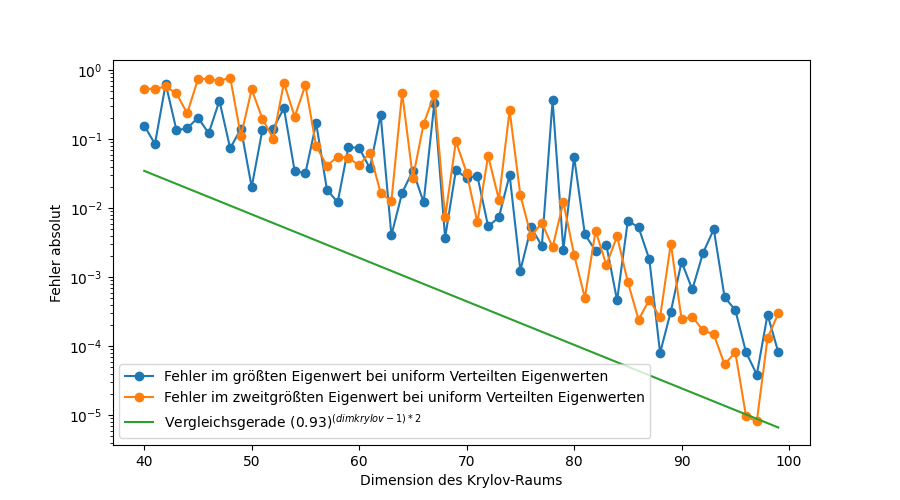 10^0
10^−1
10^−2
10^−3
10^−4
10^−5
Fehler absolut
Fehler im größten Eigenwert bei uniform Verteilten Eigenwerten
Fehler im zweitgrößten Eigenwert bei uniform Verteilten Eigenwerten
Vergleichsgerade (0.93)^(dimkrylov−1)*2
40 50 60 70 80 90 100
Dimension des Krylov-Raums